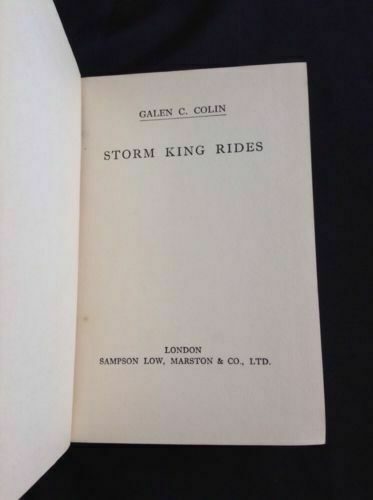 GALEN C. COLIN
STORM KING RIDES
LONDON
SAMPSON LOW, MARSTON & CO., LTD.